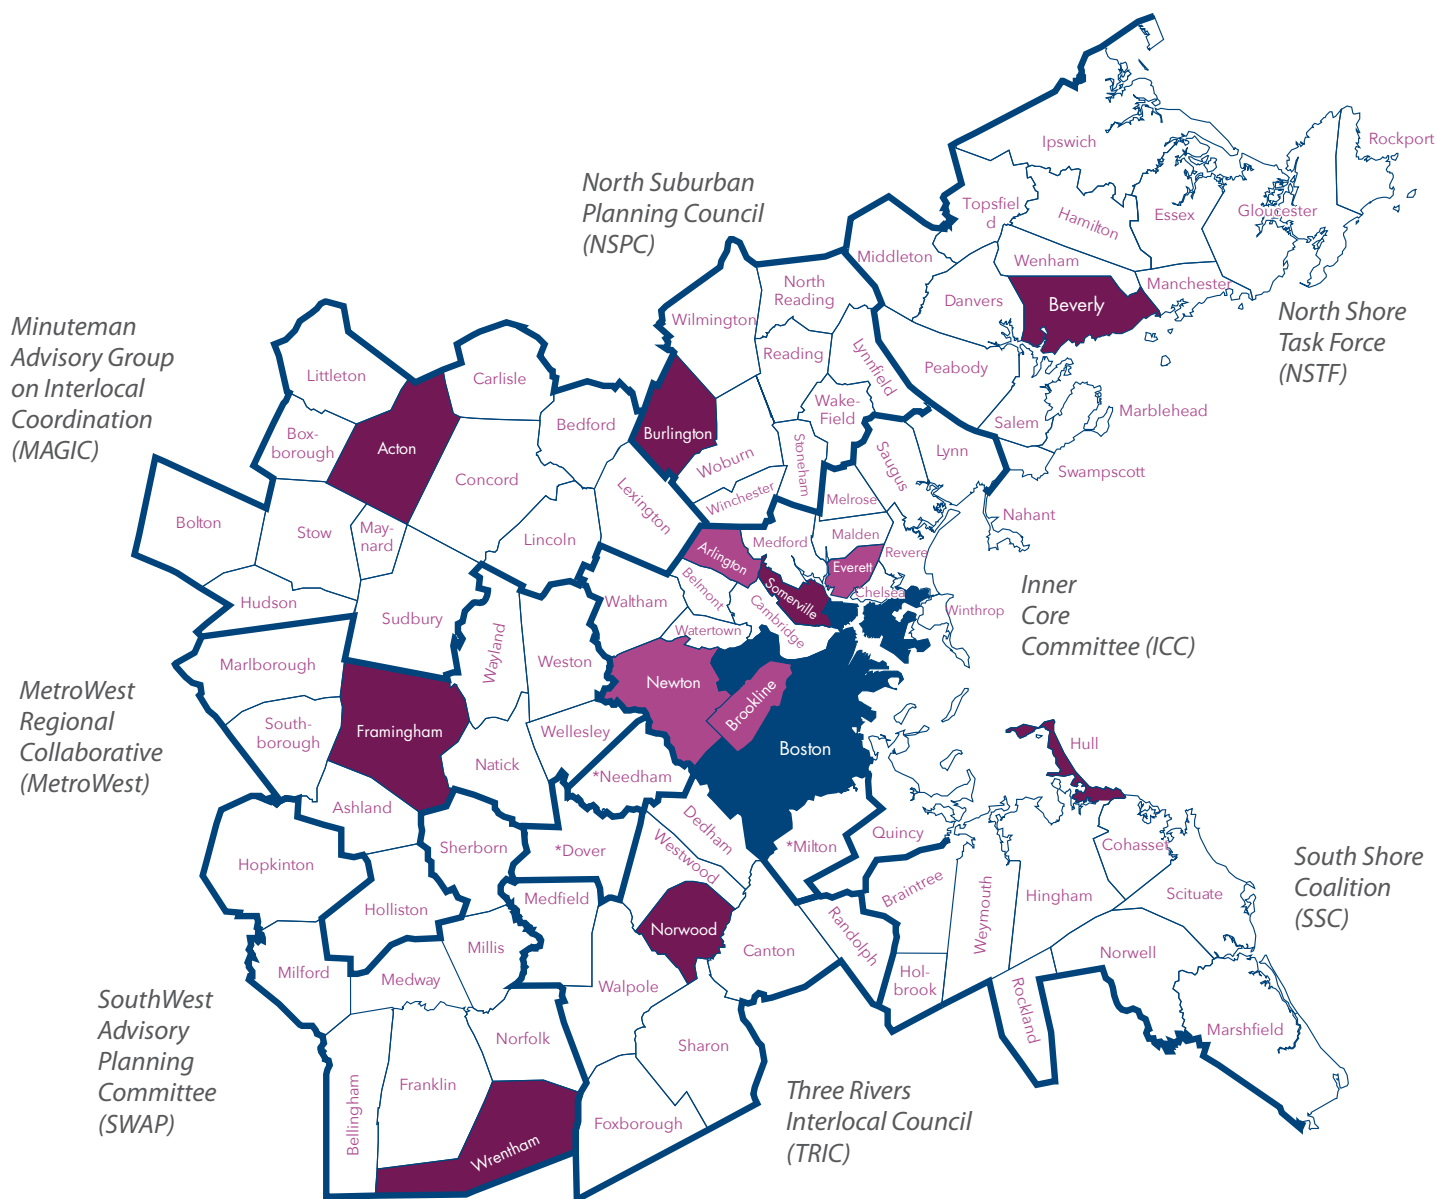 Ipswich
Rockport
North Suburban
Planning Council
(NSPC)
Topsfiel
d
Hamilton
Essex
Gloucester
Middleton
Wenham
North
Reading
Danvers
Beverly
Manchester
North Shore
Task Force
(NSTF)
Minuteman
Advisory Group
on Interlocal
Coordination
(MAGIC)
Wilmington
Reading
Lynnfield
Peabody
Littleton
Carlisle
Wake-
Field
Marblehead
Salem
Bedford
Burlington
Box-
borough
Acton
Woburn
Stoneham
Saugus
Lynn
Swampscott
Concord
Lexington
Winchester
Melrose
Nahant
Bolton
Stow
May-
nard
Lincoln
Arlington
Medford
Malden
Revere
Everett
Chelsea
Hudson
Sudbury
Waltham
Belmont
Somerville
Cambridge
Winthrop
Inner
Core
Committee (ICC)
Watertown
Marlborough
Wayland
Weston
Newton
Brookline
MetroWest
Regional
Collaborative
(MetroWest)
South-
borough
Framingham
Wellesley
Boston
Hull
Natick
*Needham
Ashland
Dedham
Quincy
Sherborn
*Dover
Westwood
*Milton
Cohasset
Hopkinton
Braintree
South Shore
Coalition
(SSC)
Medfield
Weymouth
Hingham
Scituate
Holliston
Norwood
Randolph
Canton
Norwell
Millis
Milford
Medway
Walpole
Hol-
brook
Rockland
SouthWest
Advisory
Planning
Committee
(SWAP)
Norfolk
Sharon
Marshfield
Bellingham
Franklin
Three Rivers
Interlocal Council
(TRIC)
Foxborough
Wrentham